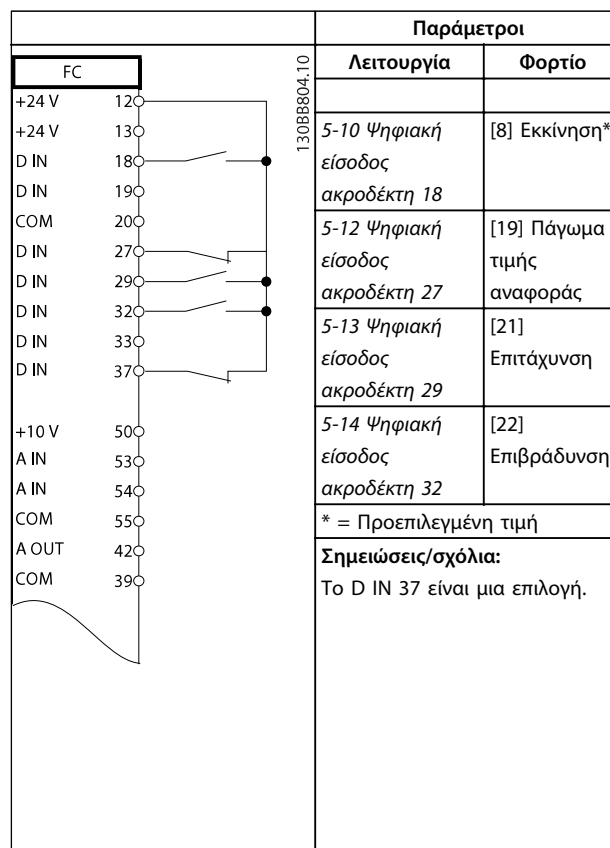 FC
+24 V 12
+24 V 13
D IN 18
D IN 19
COM 20
D IN 27
D IN 29
D IN 32
D IN 33
D IN 37
+10 V 50
A IN 53
A IN 54
COM 55
A OUT 42
COM 39
130BB804.10
Παράμετροι
Λειτουργία Φορτίο
5-10 Ψηφιακή [8] Εκκίνηση*
είσοδος
ακροδέκτη 18
5-12 Ψηφιακή [19] Πάγωμα
είσοδος τιμής
ακροδέκτη 27 αναφοράς
5-13 Ψηφιακή [21]
είσοδος Επιτάχυνση
ακροδέκτη 29
5-14 Ψηφιακή [22]
είσοδος Επιβράδυνση
ακροδέκτη 32
* = Προεπιλεγμένη τιμή
Σημειώσεις/σχόλια:
Το D IN 37 είναι μια επιλογή.